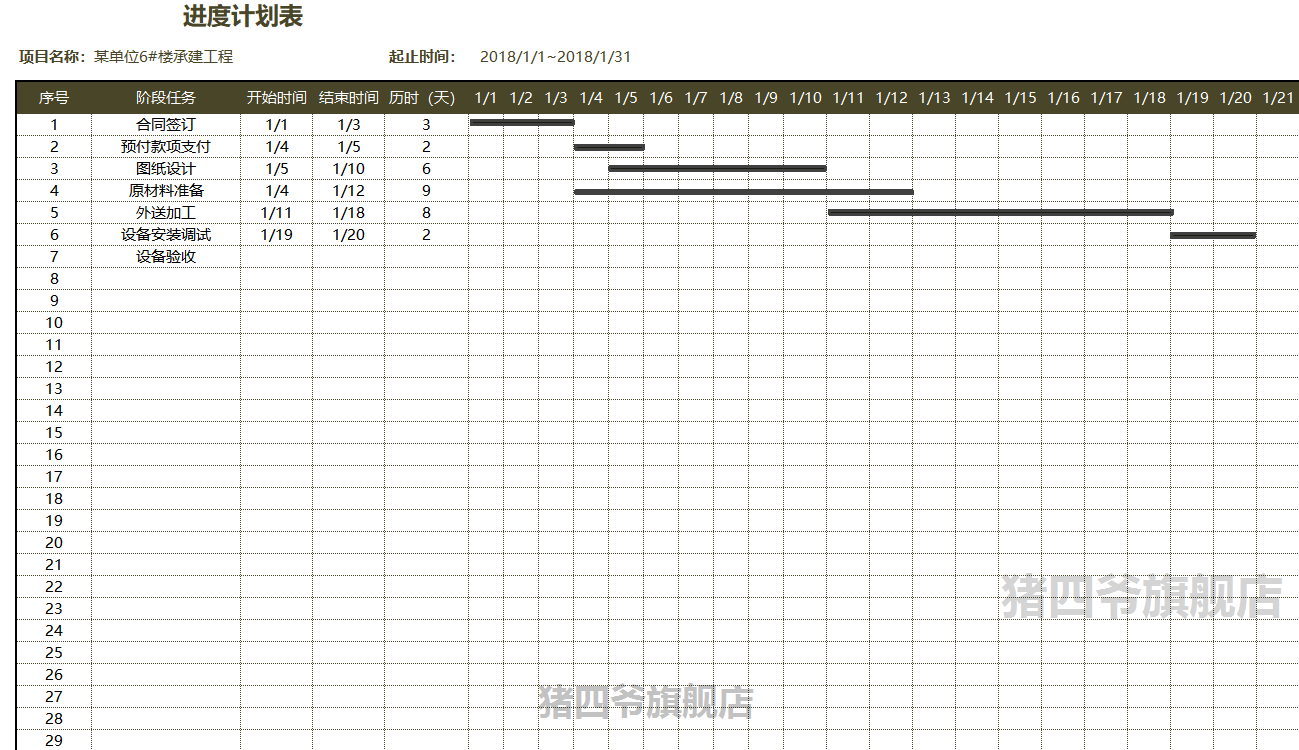 进度计划表
项目名称：某单位6#楼承建工程 起止时间： 2018/1/1~2018/1/31
序号 阶段任务 开始时间 结束时间 历时（天） 1/1 1/2 1/3 1/4 1/5 1/6 1/7 1/8 1/9 1/10 1/11 1/12 1/13 1/14 1/15 1/16 1/17 1/18 1/19 1/20 1/21
1 合同签订 1/1 1/3 3
2 预付款项支付 1/4 1/5 2
3 图纸设计 1/5 1/10 6
4 原材料准备 1/4 1/12 9
5 外送加工 1/11 1/18 8
6 设备安装调试 1/19 1/20 2
7 设备验收
8
9
10
11
12
13
14
15
16
17
18
19
20
21
22
猪四爷旗舰店
23
24
25
26
27
猪四爷旗舰店
28
29